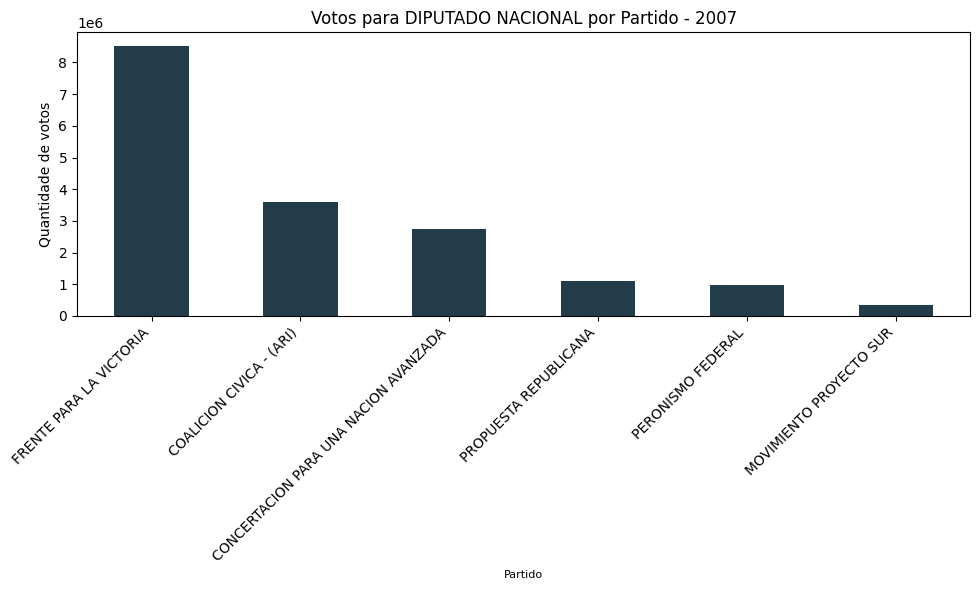 Votos para DIPUTADO NACIONAL por Partido - 2007
1e6
Quantidade de votos
8
7
6
5
4
3
2
1
0
FRENTE PARA LA VICTORIA
COALICION CIVICA - (ARI)
CONCERTACION PARA UNA NACION AVANZADA
PROPUESTA REPUBLICANA
PERONISMO FEDERAL
MOVIMIENTO PROYECTO SUR
Partido